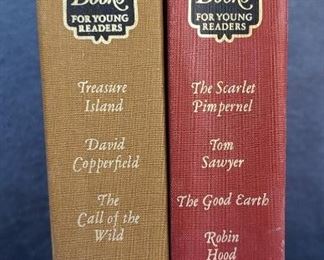 Books
FOR YOUNG
READERS
Treasure
Island
David
Copperfield
The
Call of the
Wild
Books
FOR YOUNG
READERS
The Scarlet
Pimpernel
Tom
Sawyer
The Good Earth
Robin
Hood